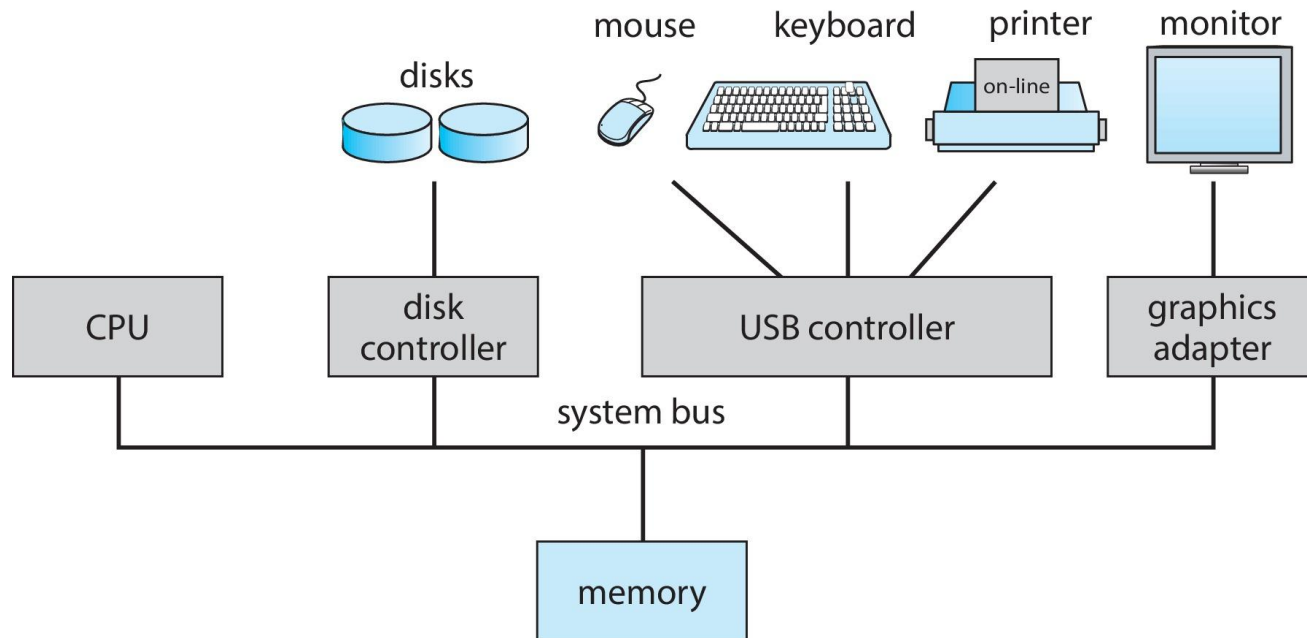 mouse
keyboard
printer
monitor
disks
on-line
CPU
disk
controller
USB controller
graphics
adapter
system bus
memory